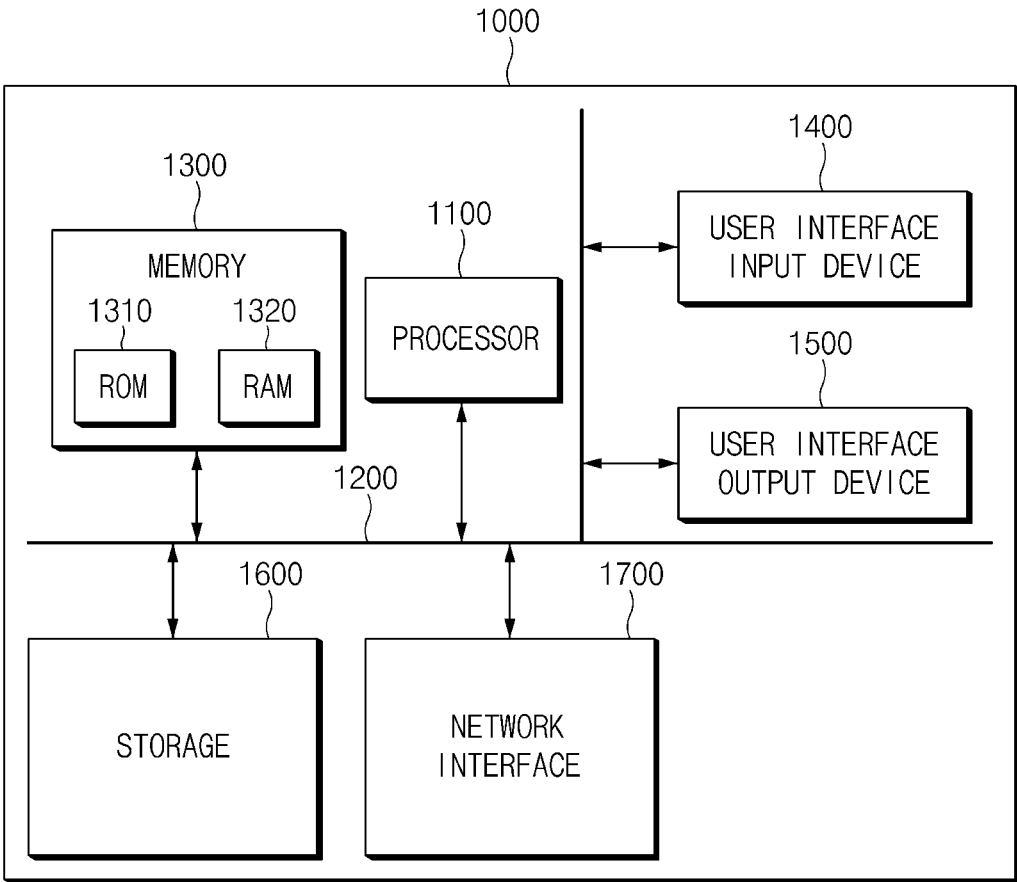 1000
1400
1300
1100
USER INTERFACE
INPUT DEVICE
MEMORY
1310
1320
PROCESSOR
ROM
RAM
1500
USER INTERFACE
OUTPUT DEVICE
1200
1600
1700
STORAGE
NETWORK
INTERFACE